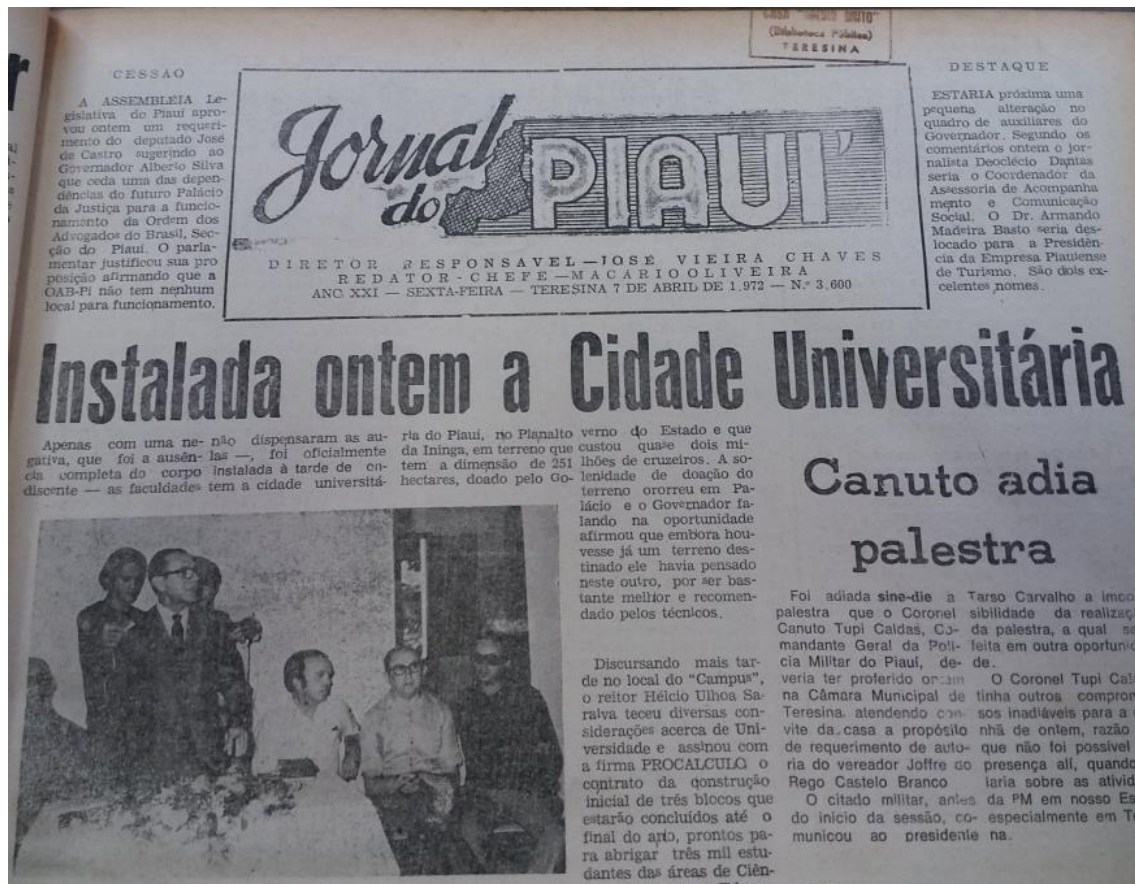 CASA "ANÍSIO BRITO"
(Biblioteca Pública)
TERESINA
CESSÃO
A ASSEMBLEIA Le-
gislativa do Piauí apro-
vou ontem um requeri-
mento do deputado José
de Castro sugerindo ao
Governador Alberto Silva
que ceda uma das depen-
dências do futuro Palácio
da Justiça para a funcio-
namento da Ordem dos
Advogados do Brasil, Sec-
ção do Piauí. O parla-
mentar justificou sua pro
posição afirmando que a
OAB-Pi não tem nenhum
local para funcionamento.
Jornal do PIAUÍ
DIRETOR RESPONSAVEL — JOSÉ VIEIRA CHAVES
REDATOR - CHEFE — MACARIO OLIVEIRA
ANO XXI — SEXTA-FEIRA — TERESINA 7 DE ABRIL DE 1.972 — N.º 3.600
DESTAQUE
ESTARIA próxima uma
pequena alteração no
quadro de auxiliares do
Governador. Segundo os
comentários ontem o jor-
nalista Deoclécio Dantas
seria o Coordenador da
Assessoria de Acompanha
mento e Comunicação
Social. O Dr. Armando
Madeira Basto seria des-
locado para a Presidên-
cia da Empresa Piauiense
de Turismo. São dois ex-
celentes nomes.
Instalada ontem a Cidade Universitária
Apenas com uma ne-
gativa, que foi a ausên-
cia completa do corpo
discente — as faculdades
não dispensaram as au-
las —, foi oficialmente
instalada à tarde de on-
tem a cidade universitá-
ria do Piauí, no Planalto
da Ininga, em terreno que
tem a dimensão de 251
hectares, doado pelo Go-
verno do Estado e que
custou quase dois mi-
lhões de cruzeiros. A so-
lenidade de doação do
terreno ororreu em Pa-
lácio e o Governador fa-
lando na oportunidade
afirmou que embora hou-
vesse já um terreno des-
tinado ele havia pensado
neste outro, por ser bas-
tante melhor e recomen-
dado pelos técnicos.
Discursando mais tar-
de no local do "Campus",
o reitor Hélcio Ulhoa Sa-
raiva teceu diversas con-
siderações acerca de Uni-
versidade e assinou com
a firma PROCALCULO o
contrato da construção
inicial de três blocos que
estarão concluídos até o
final do ano, prontos pa-
ra abrigar três mil estu-
dantes das áreas de Ciên-
Canuto adia
palestra
Foi adiada sine-die a
palestra que o Coronel
Canuto Tupi Caldas, Co-
mandante Geral da Polí-
cia Militar do Piauí, de-
veria ter proferido ontem
na Câmara Municipal de
Teresina, atendendo con-
vite da casa a propósito
de requerimento de auto-
ria do vereador Joffre do
Rego Castelo Branco
O citado militar, antes
do inicio da sessão, co-
municou ao presidente
Tarso Carvalho a impos
sibilidade da realizaç
da palestra, a qual se
feita em outra oportuni
de.
O Coronel Tupi Cal
tinha outros comprom
sos inadiáveis para a
nhã de ontem, razão
que não foi possível
presença ali, quando
laria sobre as ativid
da PM em nosso Es
especialmente em Te
na.